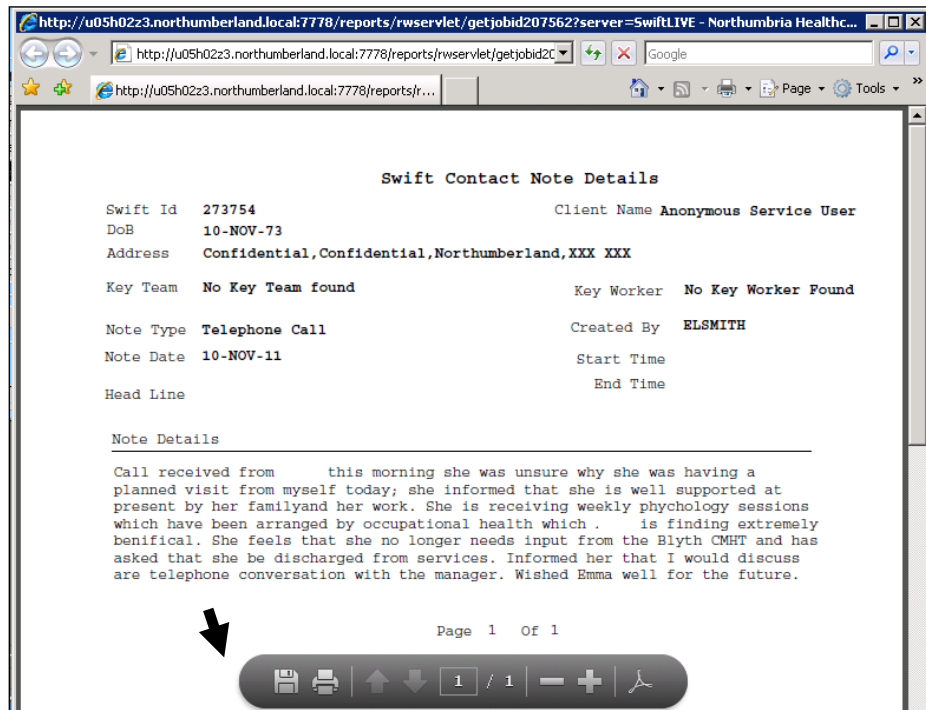 http://u05h02z3.northumberland.local:7778/reports/rwservlet/getjobid207562?server=SwiftLIVE - Northumbria Healthc...
http://u05h02z3.northumberland.local:7778/reports/rwservlet/getjobid20 Google
http://u05h02z3.northumberland.local:7778/reports/r... Page Tools »
Swift Contact Note Details
Swift Id 273754 Client Name Anonymous Service User
DoB 10-NOV-73
Address Confidential,Confidential,Northumberland,XXX XXX
Key Team No Key Team found Key Worker No Key Worker Found
Note Type Telephone Call Created By ELSMITH
Note Date 10-NOV-11 Start Time
End Time
Head Line
Note Details
Call received from this morning she was unsure why she was having a
planned visit from myself today; she informed that she is well supported at
present by her familyand her work. She is receiving weekly phychology sessions
which have been arranged by occupational health which . is finding extremely
benifical. She feels that she no longer needs input from the Blyth CMHT and has
asked that she be discharged from services. Informed her that I would discuss
are telephone conversation with the manager. Wished Emma well for the future.
Page 1 Of 1
1 / 1